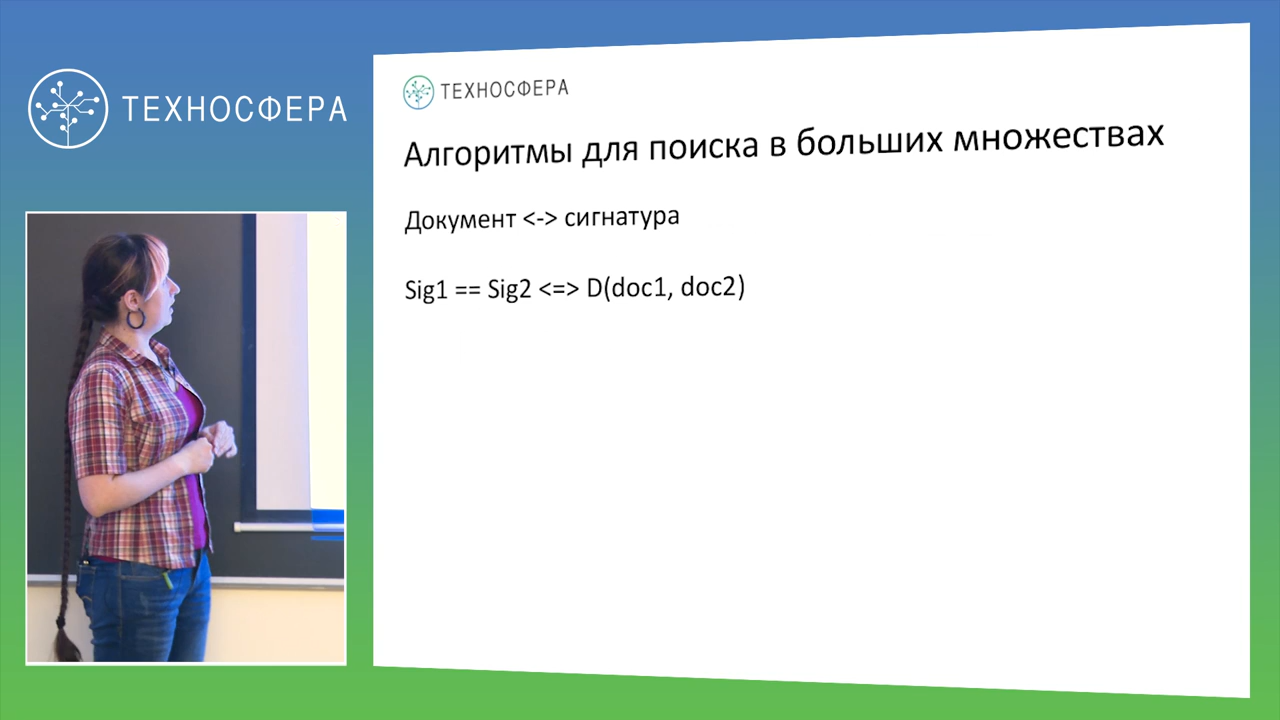 ТЕХНОСФЕРА
ТЕХНОСФЕРА
Алгоритмы для поиска в больших множествах
Документ <-> сигнатура
Sig1 == Sig2 <=> D(doc1, doc2)